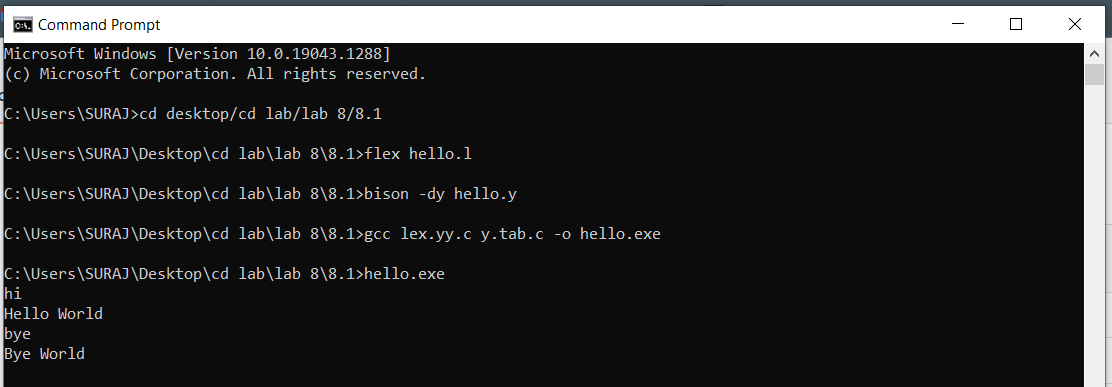 Command Prompt
Microsoft Windows [Version 10.0.19043.1288]
(c) Microsoft Corporation. All rights reserved.
C:\Users\SURAJ>cd desktop/cd lab/lab 8/8.1
C:\Users\SURAJ\Desktop\cd lab\lab 8\8.1>flex hello.l
C:\Users\SURAJ\Desktop\cd lab\lab 8\8.1>bison -dy hello.y
C:\Users\SURAJ\Desktop\cd lab\lab 8\8.1>gcc lex.yy.c y.tab.c -o hello.exe
C:\Users\SURAJ\Desktop\cd lab\lab 8\8.1>hello.exe
hi
Hello World
bye
Bye World